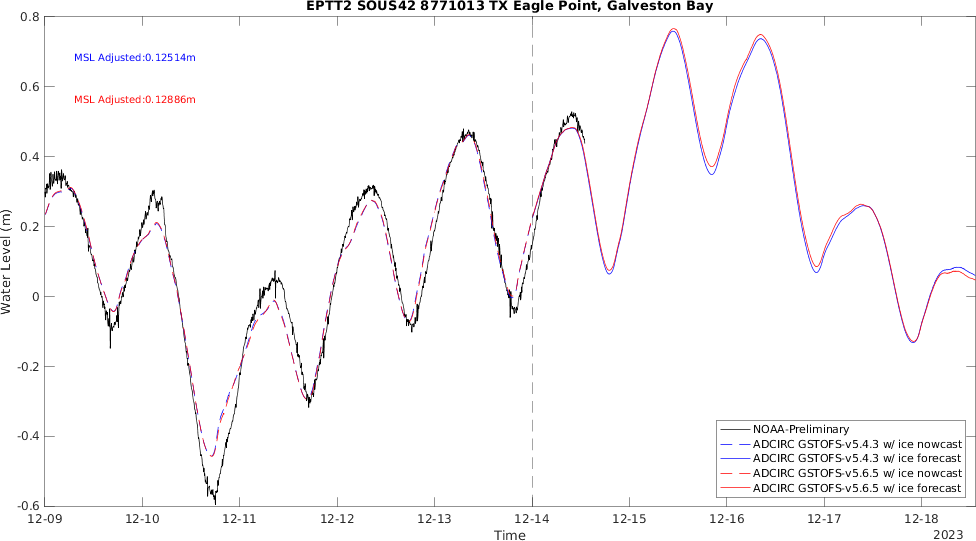 EPTT2 SOUS42 8771013 TX Eagle Point, Galveston Bay
0.8
MSL Adjusted:0.12514m
0.6
MSL Adjusted:0.12886m
0.4
0.2
Water Level (m)
0
-0.2
-0.4
NOAA-Preliminary
ADCIRC GSTOFS-v5.4.3 w/ ice nowcast
ADCIRC GSTOFS-v5.4.3 w/ ice forecast
ADCIRC GSTOFS-v5.6.5 w/ ice nowcast
ADCIRC GSTOFS-v5.6.5 w/ ice forecast
-0.6
12-09 12-10 12-11 12-12 12-13 12-14 12-15 12-16 12-17 12-18
Time 2023